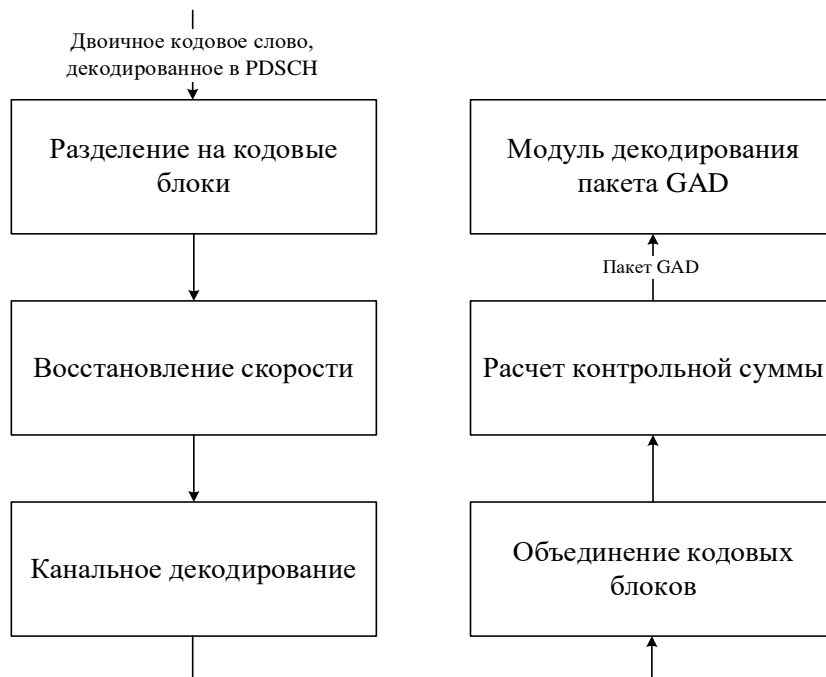 Двоичное кодовое слово,
декодированное в PDSCH
Разделение на кодовые
блоки
Восстановление скорости
Канальное декодирование
Модуль декодирования
пакета GAD
Пакет GAD
Расчет контрольной суммы
Объединение кодовых
блоков